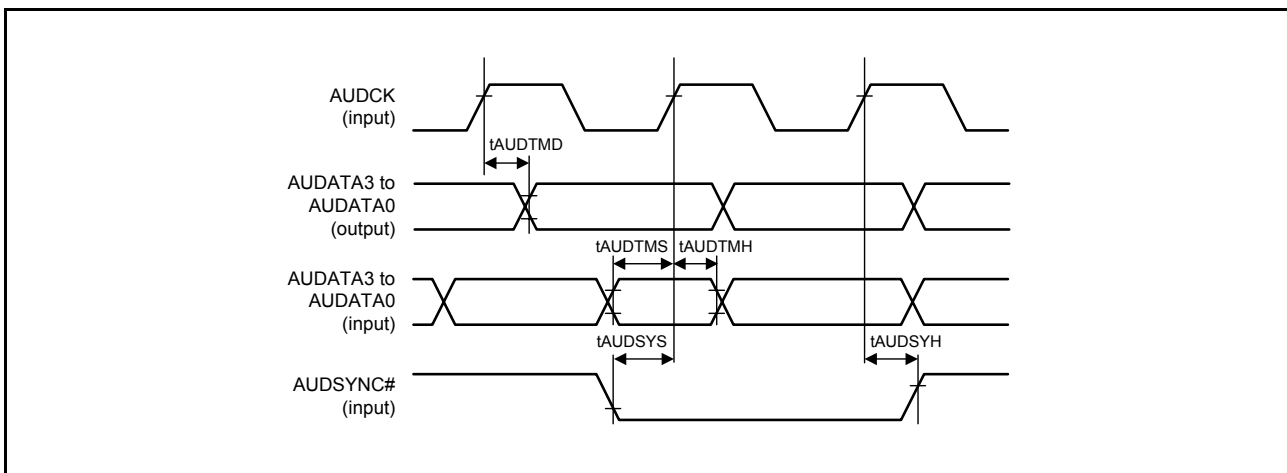 AUDCK
(input)
tAUDTMD
AUDATA3 to
AUDATA0
(output)
tAUDTMS
tAUDTMH
AUDATA3 to
AUDATA0
(input)
tAUDSYS
tAUDSYH
AUDSYNC#
(input)